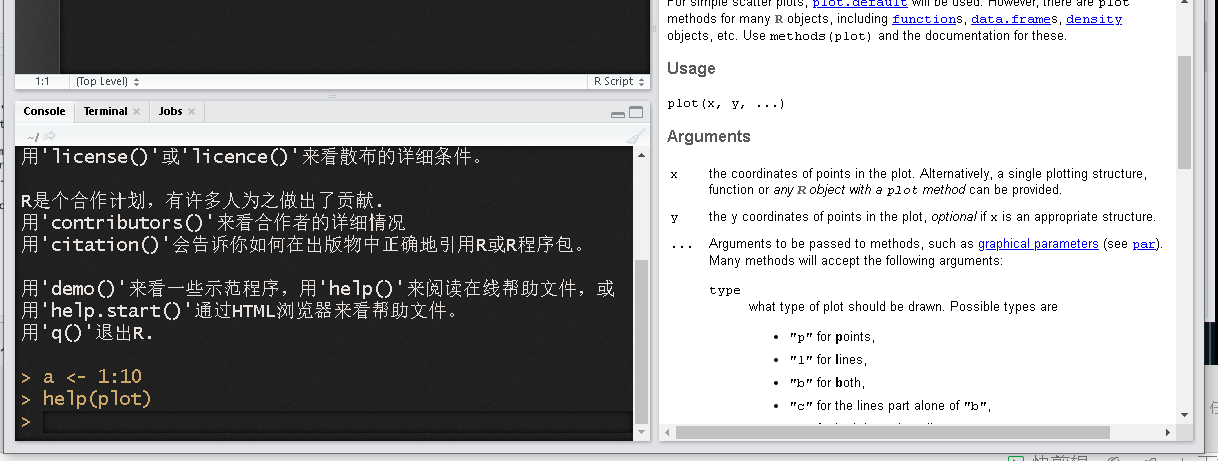 For simple scatter plots, plot.default will be used. However, there are plot
methods for many R objects, including functions, data.frames, density
objects, etc. Use methods(plot) and the documentation for these.
Usage
plot(x, y, ...)
Arguments
x the coordinates of points in the plot. Alternatively, a single plotting structure,
function or any R object with a plot method can be provided.
y the y coordinates of points in the plot, optional if x is an appropriate structure.
... Arguments to be passed to methods, such as graphical parameters (see par).
Many methods will accept the following arguments:
type
what type of plot should be drawn. Possible types are
• "p" for points,
• "l" for lines,
• "b" for both,
• "c" for the lines part alone of "b",
1:1 (Top Level) R Script
Console Terminal Jobs
~/
用'license()'或'licence()'来看散布的详细条件。
R是个合作计划，有许多人为之做出了贡献.
用'contributors()'来看合作者的详细情况
用'citation()'会告诉你如何在出版物中正确地引用R或R程序包。
用'demo()'来看一些示范程序，用'help()'来阅读在线帮助文件，或
用'help.start()'通过HTML浏览器来看帮助文件。
用'q()'退出R.
> a <- 1:10
> help(plot)
>